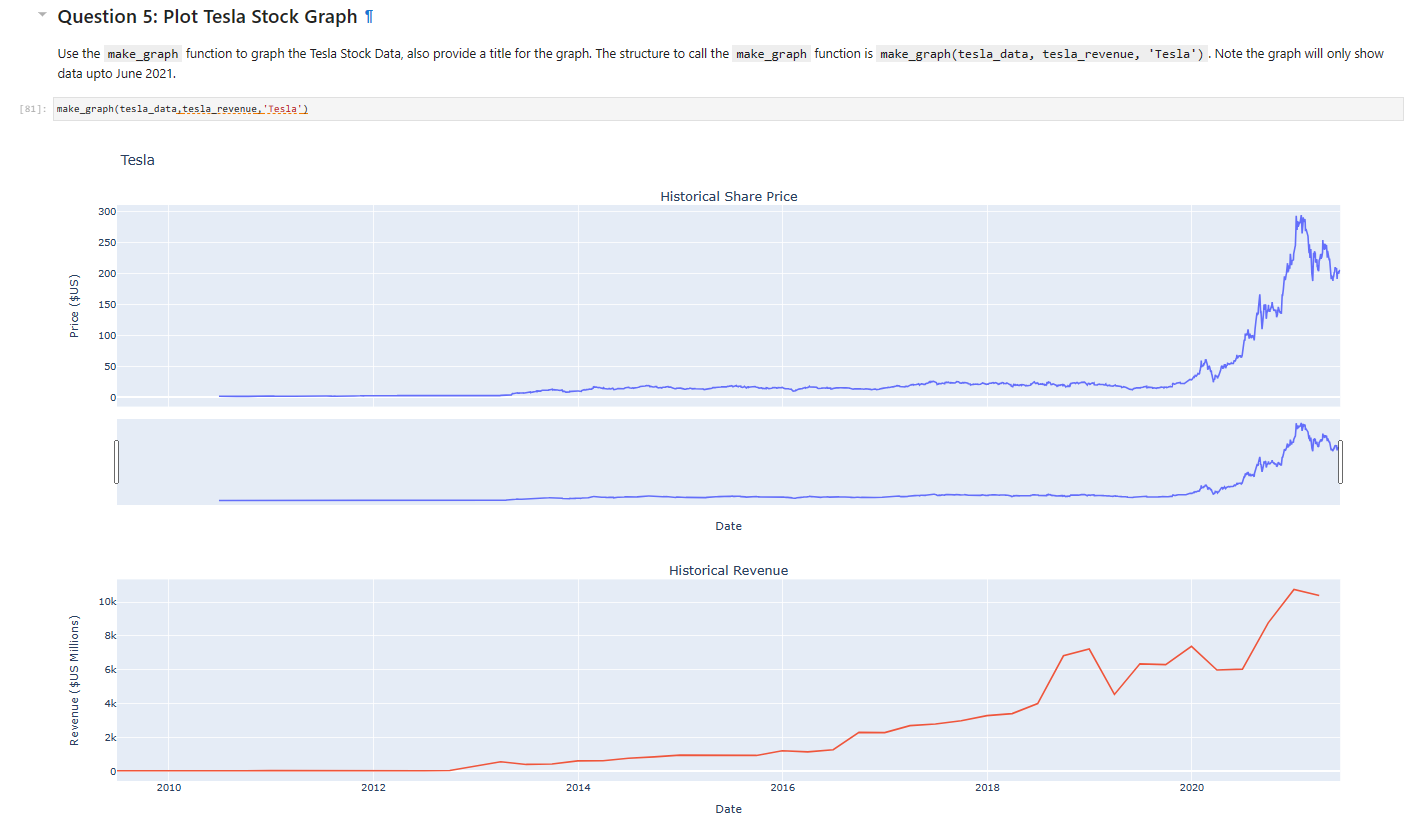 Question 5: Plot Tesla Stock Graph ¶
Use the make_graph function to graph the Tesla Stock Data, also provide a title for the graph. The structure to call the make_graph function is make_graph(tesla_data, tesla_revenue, 'Tesla') . Note the graph will only show
data upto June 2021.
[81]: make_graph(tesla_data,tesla_revenue,'Tesla')
Tesla
Historical Share Price
300
250
200
150
100
50
0
Price ($US)
Date
Historical Revenue
10k
8k
6k
4k
2k
0
Revenue ($US Millions)
2010 2012 2014 2016 2018 2020
Date